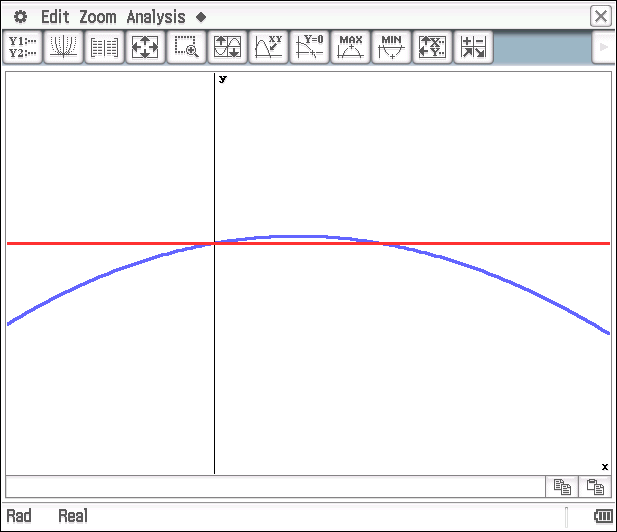 Edit Zoom Analysis
Y1:--- Y2:--- XY Y=0 MAX MIN X- Y-
y
x
Rad Real